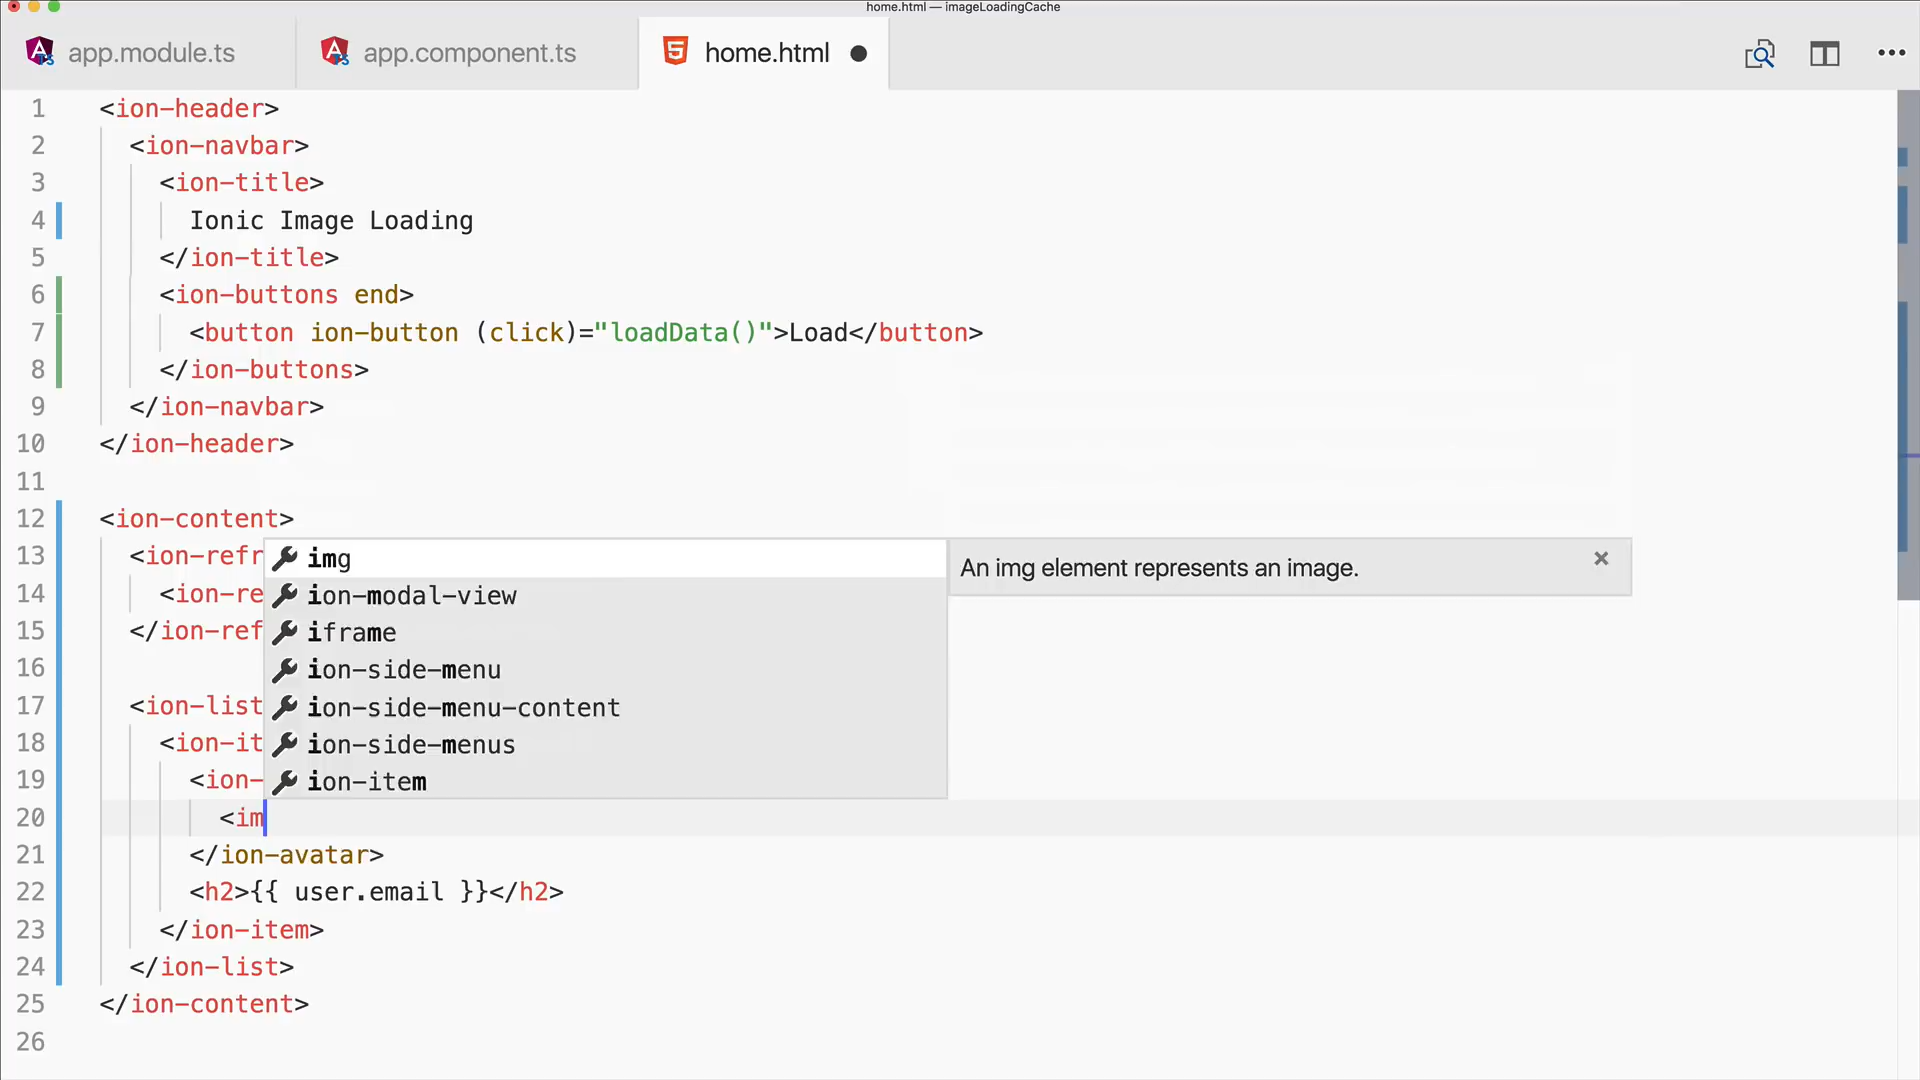 home.html — imageLoadingCache
app.module.ts app.component.ts home.html
1 <ion-header>
2 <ion-navbar>
3 <ion-title>
4 Ionic Image Loading
5 </ion-title>
6 <ion-buttons end>
7 <button ion-button (click)="loadData()">Load</button>
8 </ion-buttons>
9 </ion-navbar>
10 </ion-header>
11
12 <ion-content>
13 <ion-refr
14 <ion-re
15 </ion-ref
16
17 <ion-list
18 <ion-it
19 <ion-
20 <im
21 </ion-avatar>
22 <h2>{{ user.email }}</h2>
23 </ion-item>
24 </ion-list>
25 </ion-content>
26
img
ion-modal-view
iframe
ion-side-menu
ion-side-menu-content
ion-side-menus
ion-item
An img element represents an image.